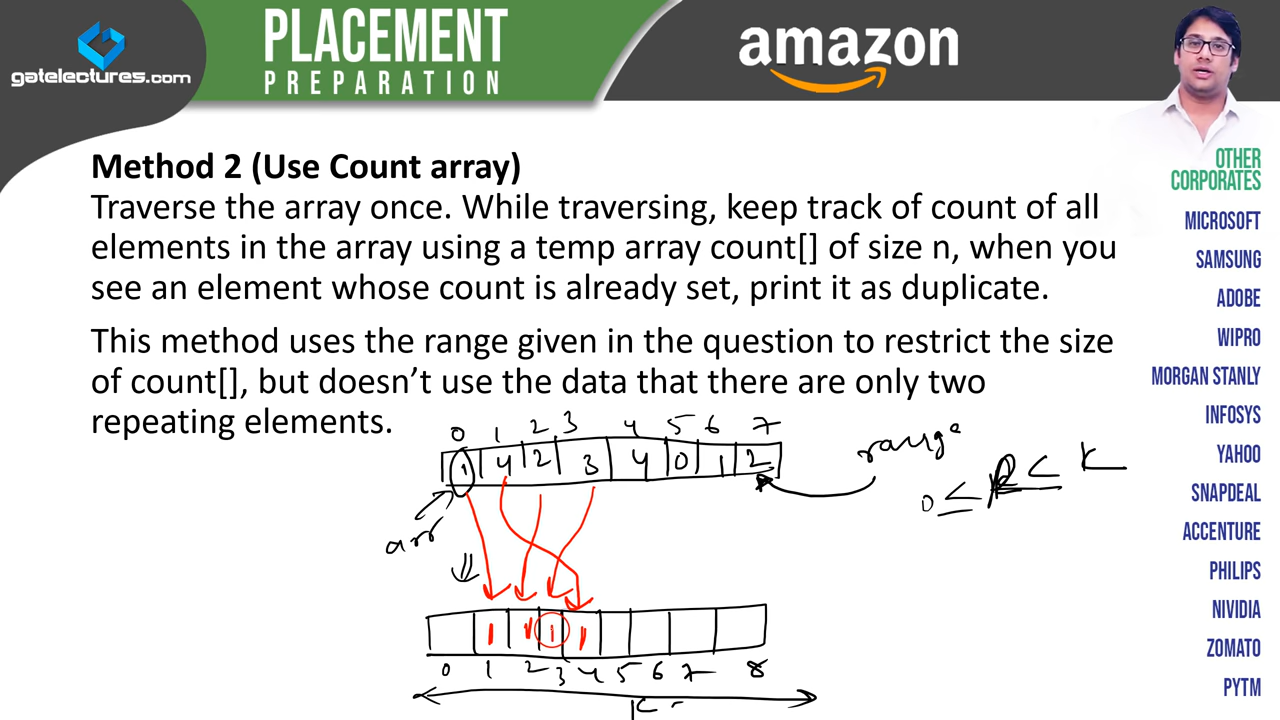 gatelectures.com
PLACEMENT
PREPARATION
amazon
OTHER
CORPORATES
MICROSOFT
SAMSUNG
ADOBE
WIPRO
MORGAN STANLY
INFOSYS
YAHOO
SNAPDEAL
ACCENTURE
PHILIPS
NIVIDIA
ZOMATO
PYTM
Method 2 (Use Count array)
Traverse the array once. While traversing, keep track of count of all
elements in the array using a temp array count[] of size n, when you
see an element whose count is already set, print it as duplicate.
This method uses the range given in the question to restrict the size
of count[], but doesn’t use the data that there are only two
repeating elements.
0 1 2 3 4 5 6 7
1 4 2 3 4 0 1 2
range
0 ≤ ≤ K
arr
1 1 1 1
0 1 2 3 4 5 6 7 8
K